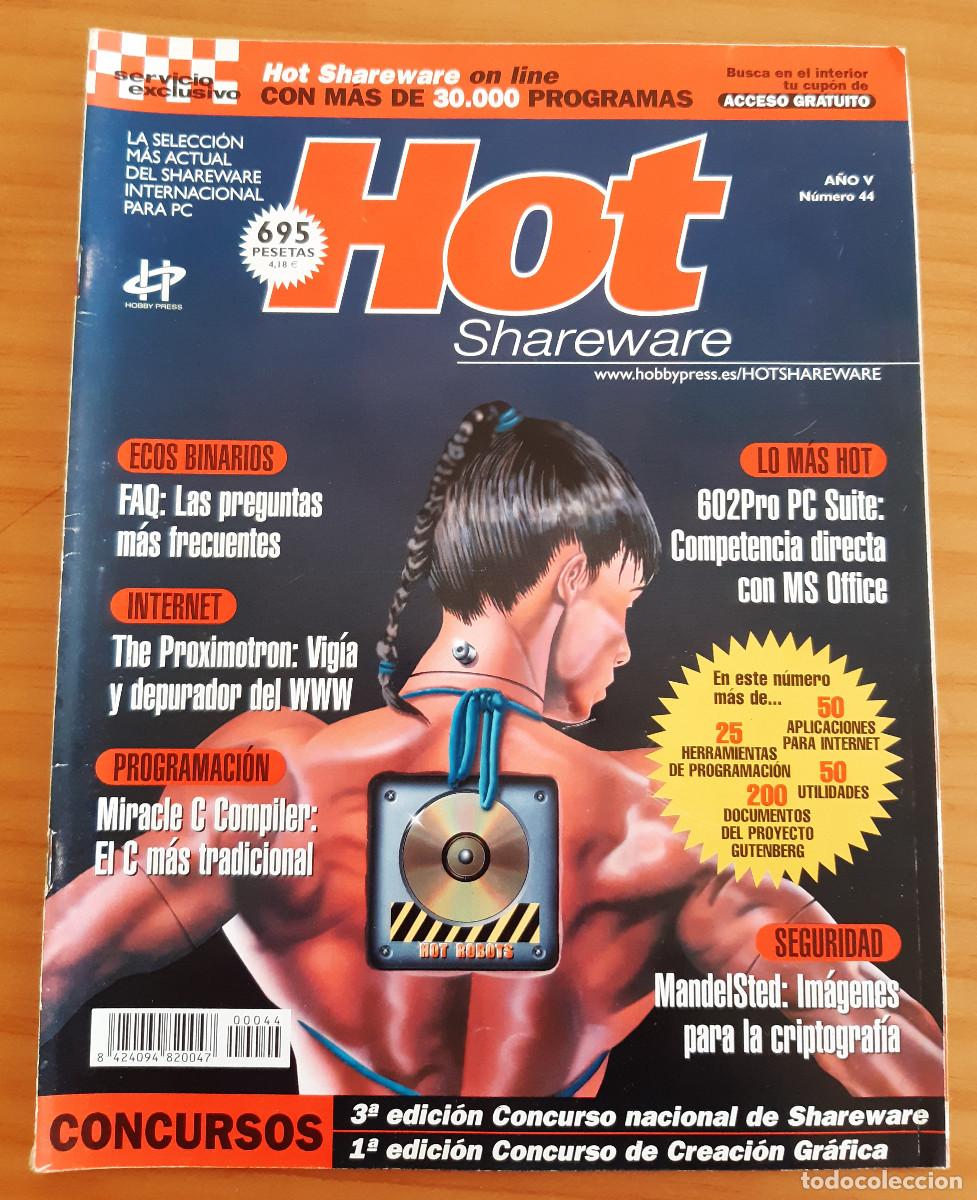 servicio
exclusivo
Hot Shareware on line
CON MÁS DE 30.000 PROGRAMAS
Busca en el interior
tu cupón de
ACCESO GRATUITO
LA SELECCIÓN
MÁS ACTUAL
DEL SHAREWARE
INTERNACIONAL
PARA PC
695
PESETAS
4,18 €
HOBBY PRESS
Hot
Shareware
AÑO V
Número 44
www.hobbypress.es/HOTSHAREWARE
ECOS BINARIOS
FAQ: Las preguntas
más frecuentes
INTERNET
The Proximotron: Vigía
y depurador del WWW
PROGRAMACIÓN
Miracle C Compiler:
El C más tradicional
LO MÁS HOT
602Pro PC Suite:
Competencia directa
con MS Office
En este número
más de...
25
HERRAMIENTAS
DE PROGRAMACIÓN
50
APLICACIONES
PARA INTERNET
50
UTILIDADES
200
DOCUMENTOS
DEL PROYECTO
GUTENBERG
HOT ROBOTS
SEGURIDAD
MandelSted: Imágenes
para la criptografía
00044
8 424094 820047
CONCURSOS
3ª edición Concurso nacional de Shareware
1ª edición Concurso de Creación Gráfica
todocoleccion